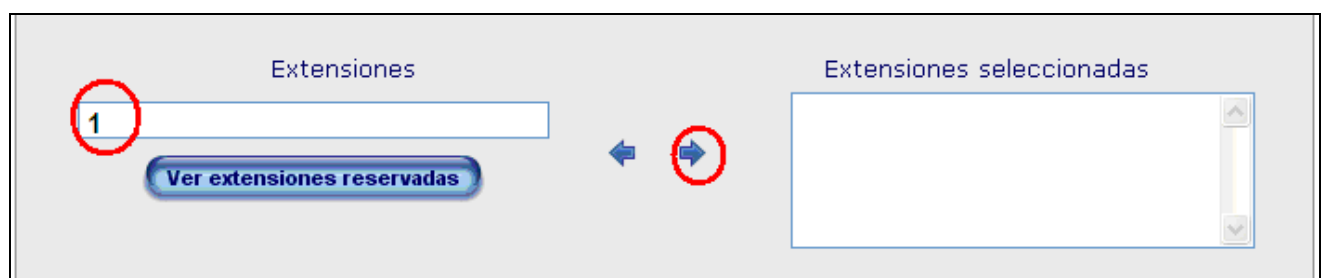 Extensiones
Extensiones seleccionadas
1
Ver extensiones reservadas